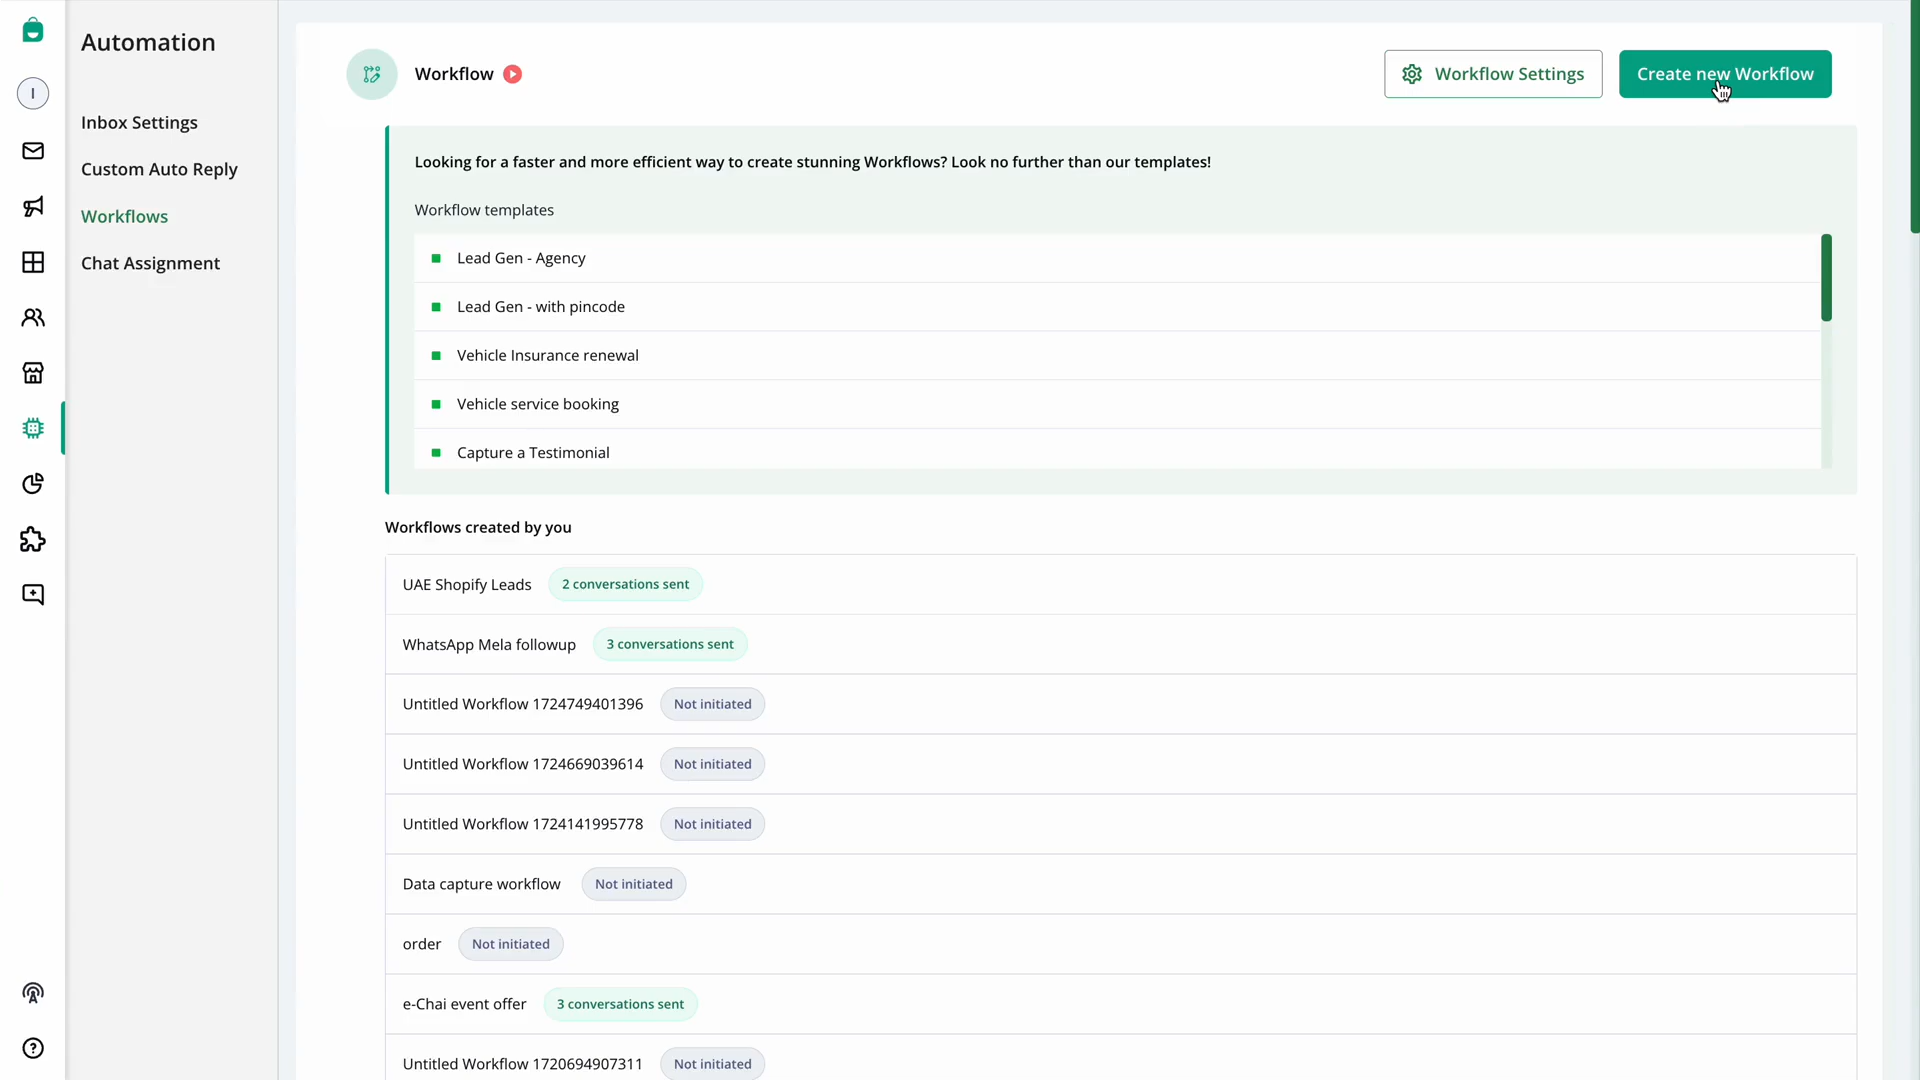 Automation
I
Inbox Settings
Custom Auto Reply
Workflows
Chat Assignment
Workflow
Workflow Settings
Create new Workflow
Looking for a faster and more efficient way to create stunning Workflows? Look no further than our templates!
Workflow templates
Lead Gen - Agency
Lead Gen - with pincode
Vehicle Insurance renewal
Vehicle service booking
Capture a Testimonial
Workflows created by you
UAE Shopify Leads 2 conversations sent
WhatsApp Mela followup 3 conversations sent
Untitled Workflow 1724749401396 Not initiated
Untitled Workflow 1724669039614 Not initiated
Untitled Workflow 1724141995778 Not initiated
Data capture workflow Not initiated
order Not initiated
e-Chai event offer 3 conversations sent
Untitled Workflow 1720694907311 Not initiated